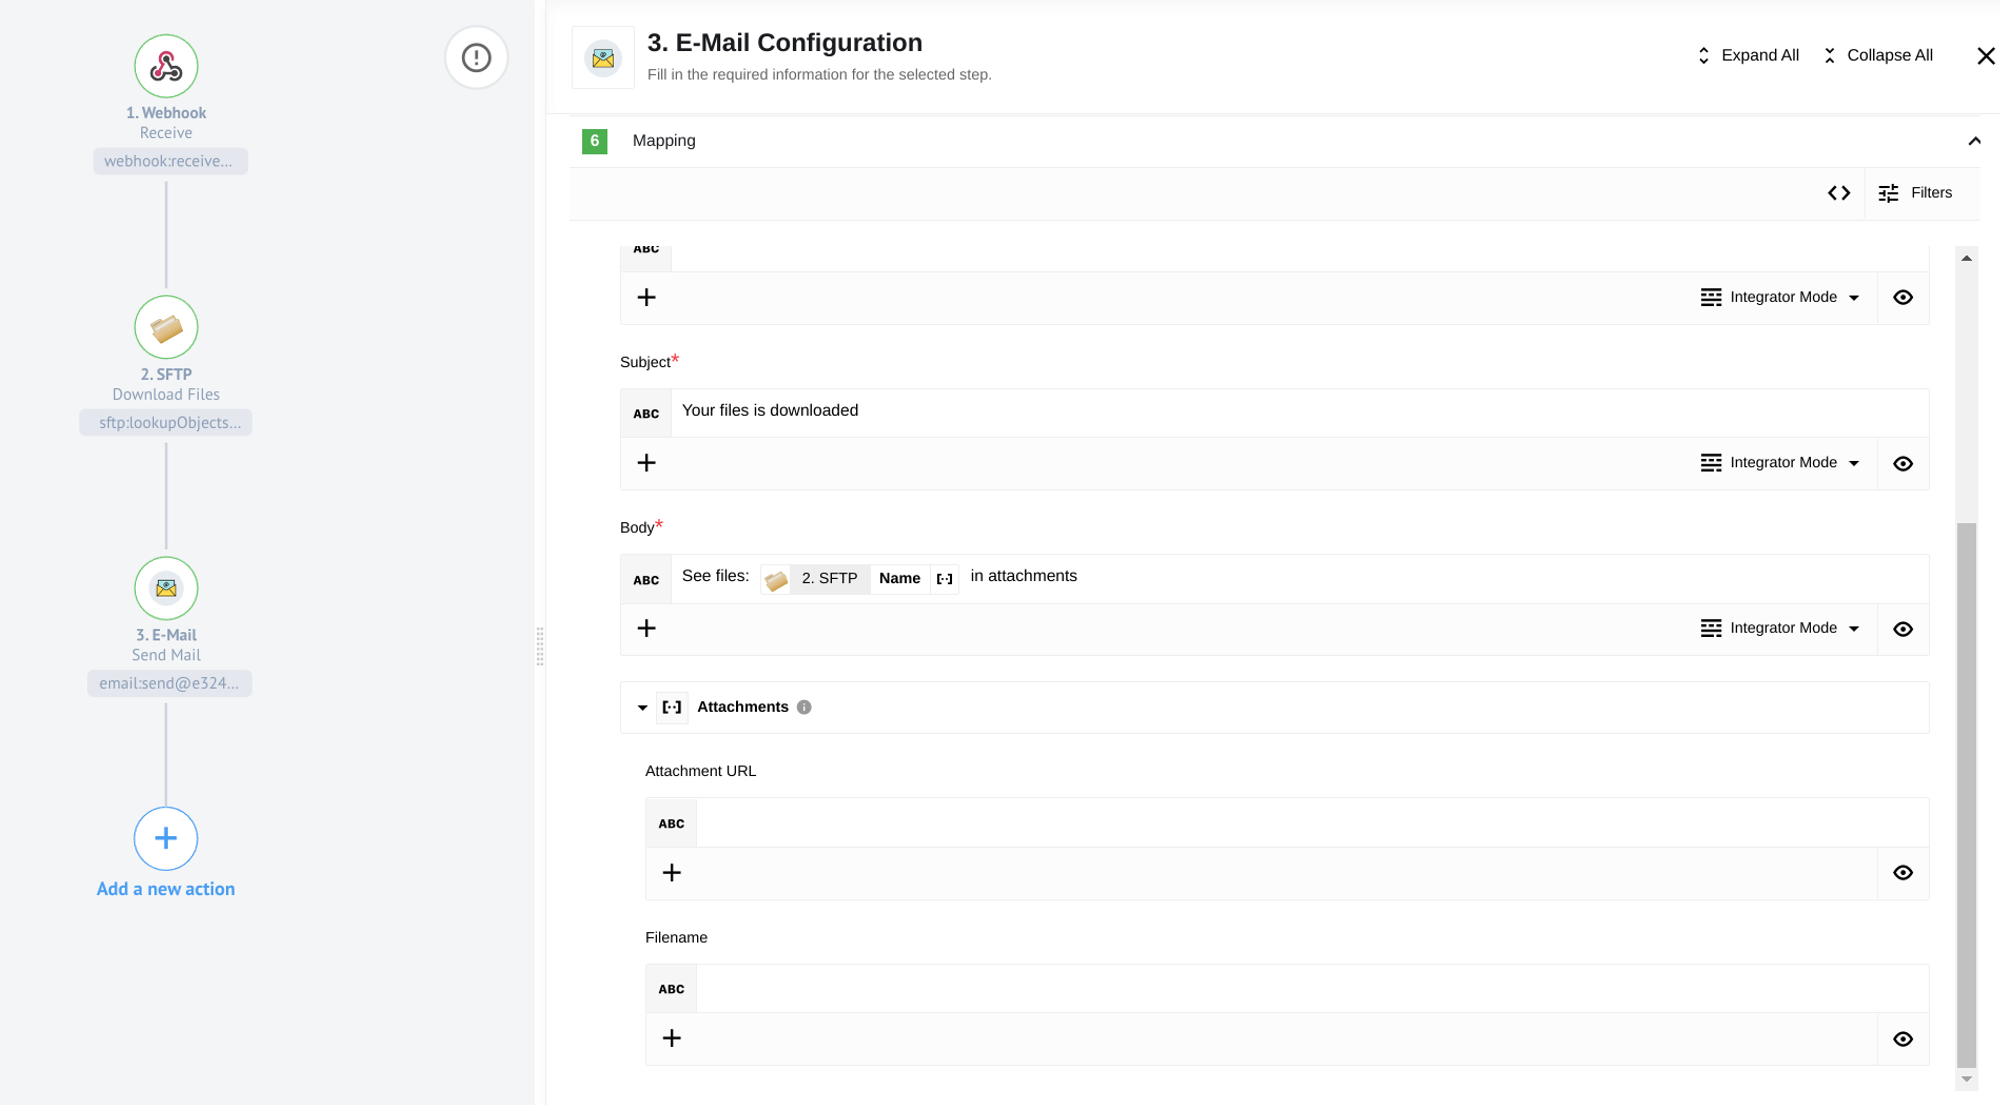 1. Webhook
Receive
webhook:receive...
2. SFTP
Download Files
sftp:lookupObjects...
3. E-Mail
Send Mail
email:send@e324...
Add a new action
3. E-Mail Configuration
Fill in the required information for the selected step.
Expand All
Collapse All
6 Mapping
Filters
ABC
Integrator Mode
Subject*
ABC Your files is downloaded
Integrator Mode
Body*
ABC See files: 2. SFTP Name [··] in attachments
Integrator Mode
[··] Attachments
Attachment URL
ABC
Filename
ABC